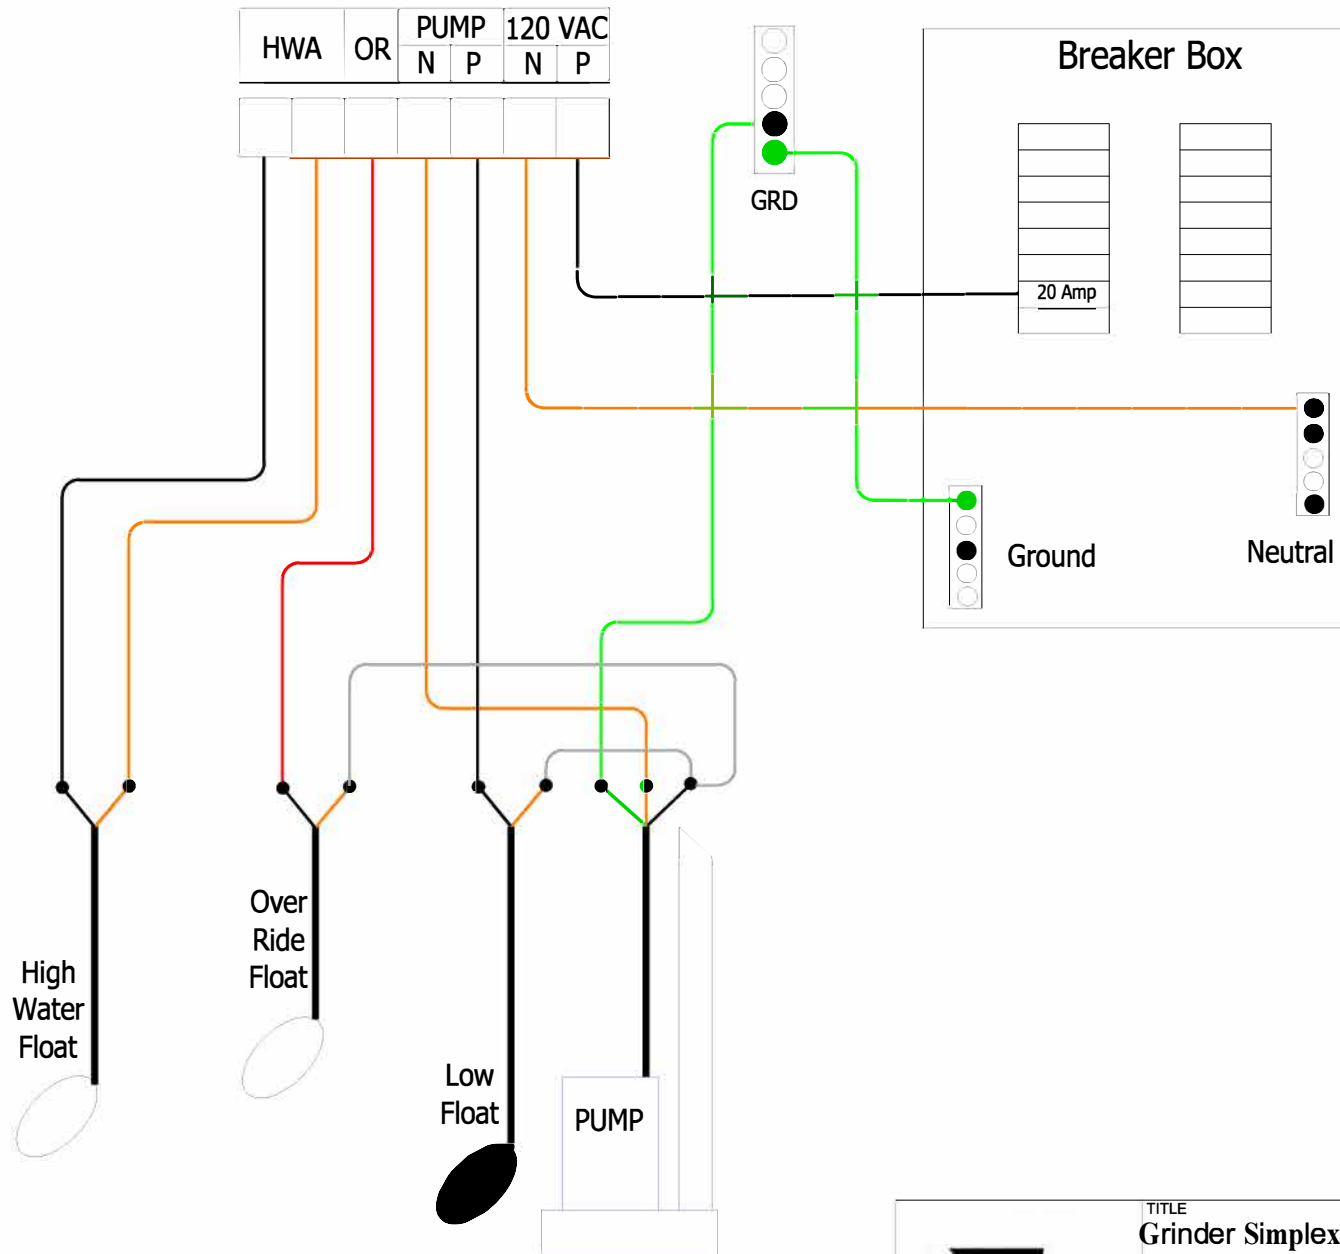 HWA
OR
PUMP
120 VAC
N
P
N
P
Breaker Box
GRD
20 Amp
Ground
Neutral
Over
Ride
Float
High
Water
Float
Low
Float
PUMP
TITLE
Grinder Simplex